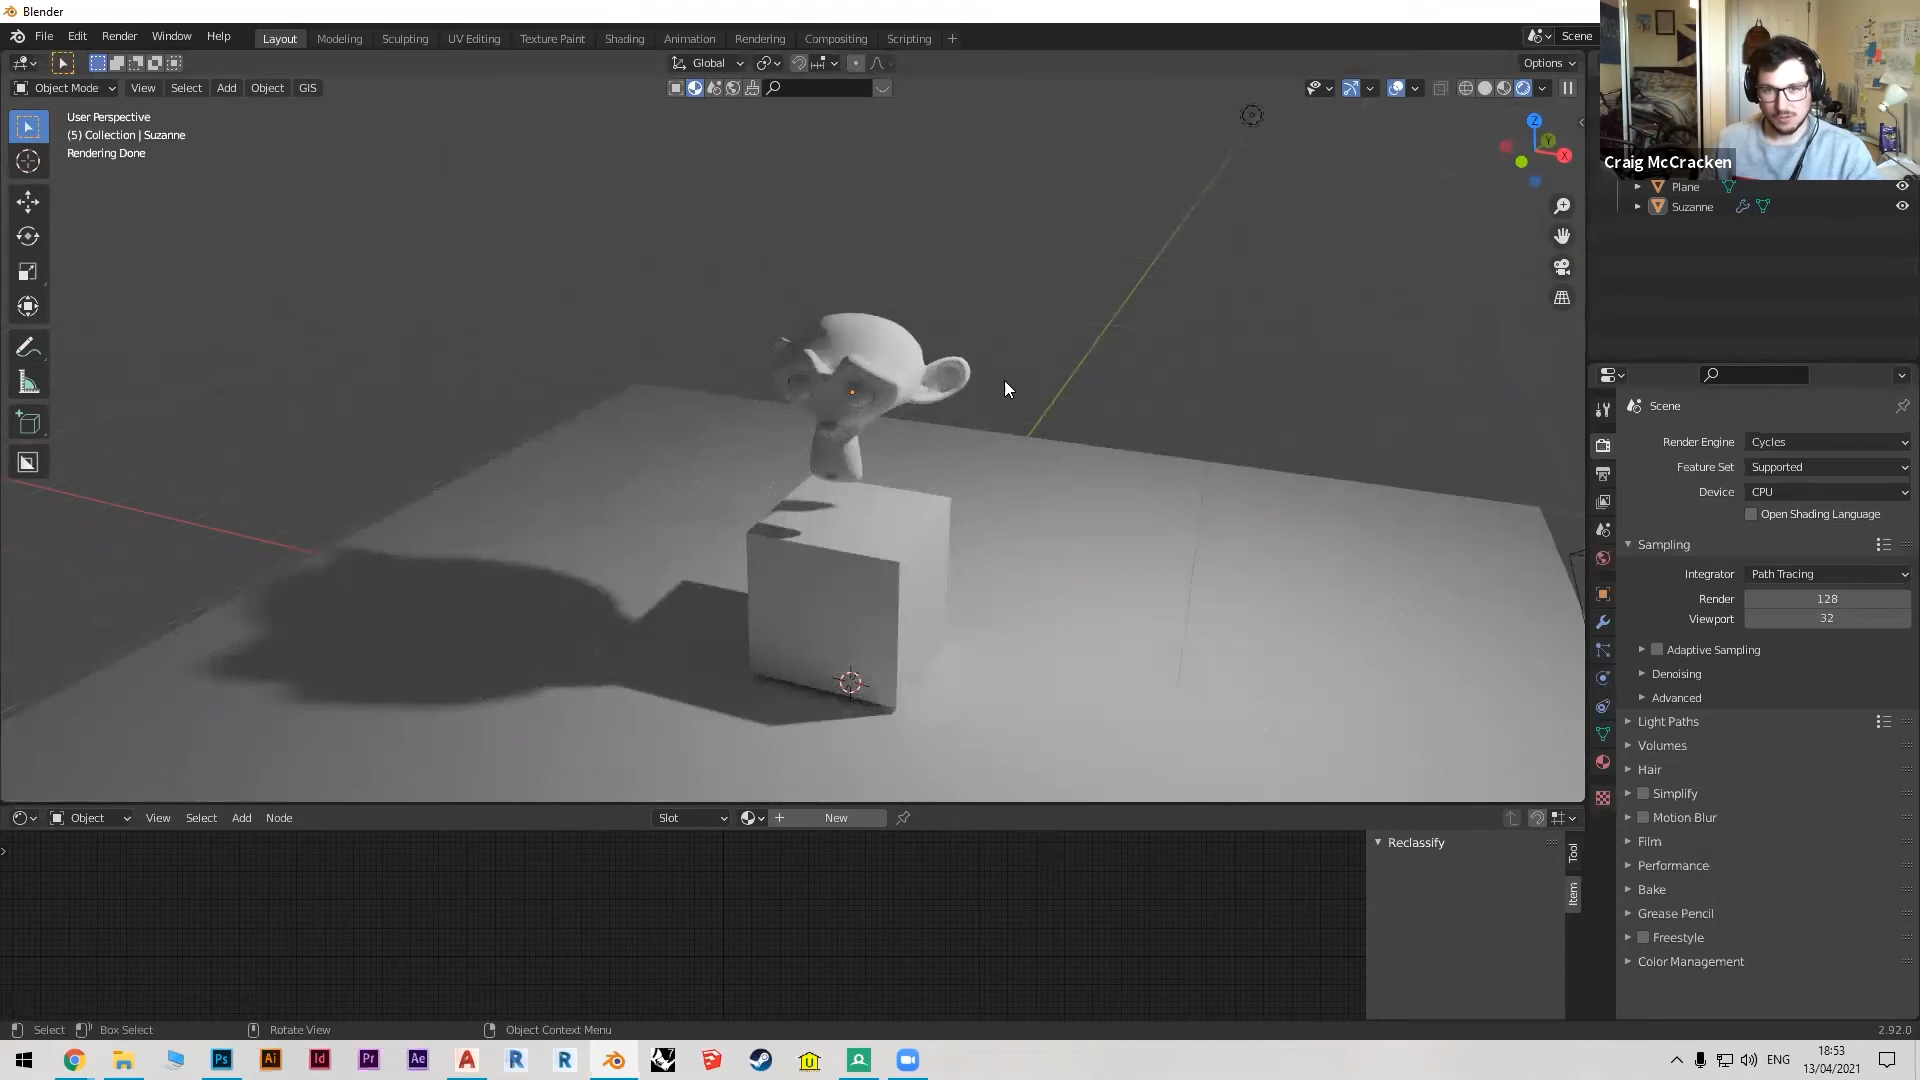 Blender
File Edit Render Window Help
Layout Modeling Sculpting UV Editing Texture Paint Shading Animation Rendering Compositing Scripting
Scene
Global
Options
Object Mode View Select Add Object GIS
User Perspective
(5) Collection | Suzanne
Rendering Done
Z
Y
X
Craig McCracken
Plane
Suzanne
Scene
Render Engine Cycles
Feature Set Supported
Device CPU
Open Shading Language
Sampling
Integrator Path Tracing
Render 128
Viewport 32
Adaptive Sampling
Denoising
Advanced
Light Paths
Volumes
Hair
Simplify
Motion Blur
Film
Performance
Bake
Grease Pencil
Freestyle
Color Management
Object View Select Add Node
Slot
New
Reclassify
Tool
Item
Select Box Select Rotate View Object Context Menu
2.92.0
Ps Ai Id Pr Ae A R R U
ENG
18:53
13/04/2021